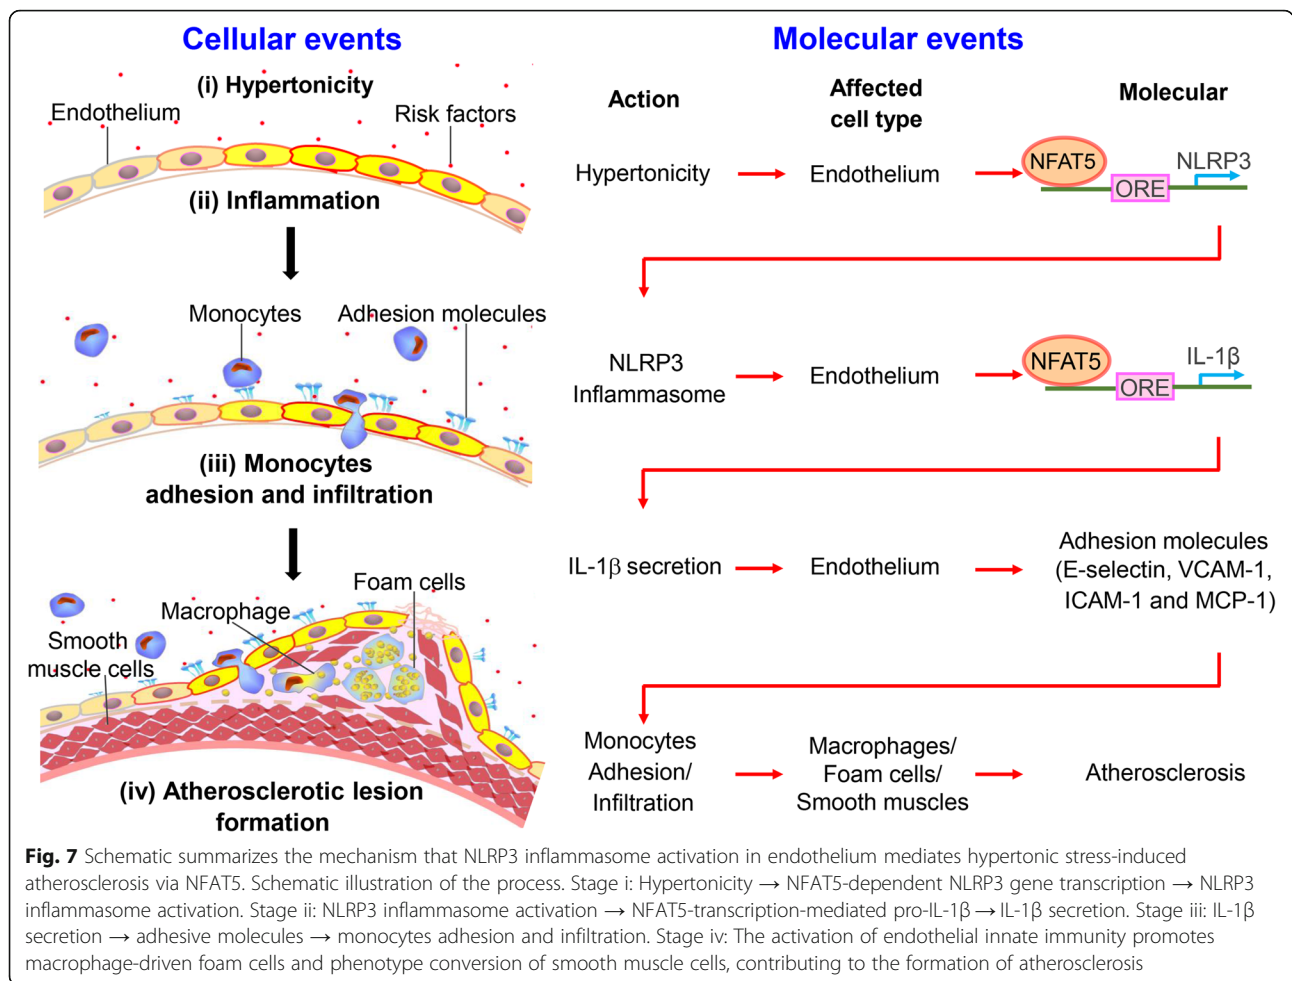 Cellular events
(i) Hypertonicity
Endothelium
Risk factors
(ii) Inflammation
Monocytes
Adhesion molecules
(iii) Monocytes
adhesion and infiltration
Foam cells
Macrophage
Smooth
muscle cells
(iv) Atherosclerotic lesion
formation
Molecular events
Action
Affected
cell type
Molecular
Hypertonicity
Endothelium
NFAT5
ORE
NLRP3
NLRP3
Inflammasome
Endothelium
NFAT5
ORE
IL-1β
IL-1β secretion
Endothelium
Adhesion molecules
(E-selectin, VCAM-1,
ICAM-1 and MCP-1)
Monocytes
Adhesion/
Infiltration
Macrophages/
Foam cells/
Smooth muscles
Atherosclerosis
Fig. 7 Schematic summarizes the mechanism that NLRP3 inflammasome activation in endothelium mediates hypertonic stress-induced
atherosclerosis via NFAT5. Schematic illustration of the process. Stage i: Hypertonicity → NFAT5-dependent NLRP3 gene transcription → NLRP3
inflammasome activation. Stage ii: NLRP3 inflammasome activation → NFAT5-transcription-mediated pro-IL-1β → IL-1β secretion. Stage iii: IL-1β
secretion → adhesive molecules → monocytes adhesion and infiltration. Stage iv: The activation of endothelial innate immunity promotes
macrophage-driven foam cells and phenotype conversion of smooth muscle cells, contributing to the formation of atherosclerosis